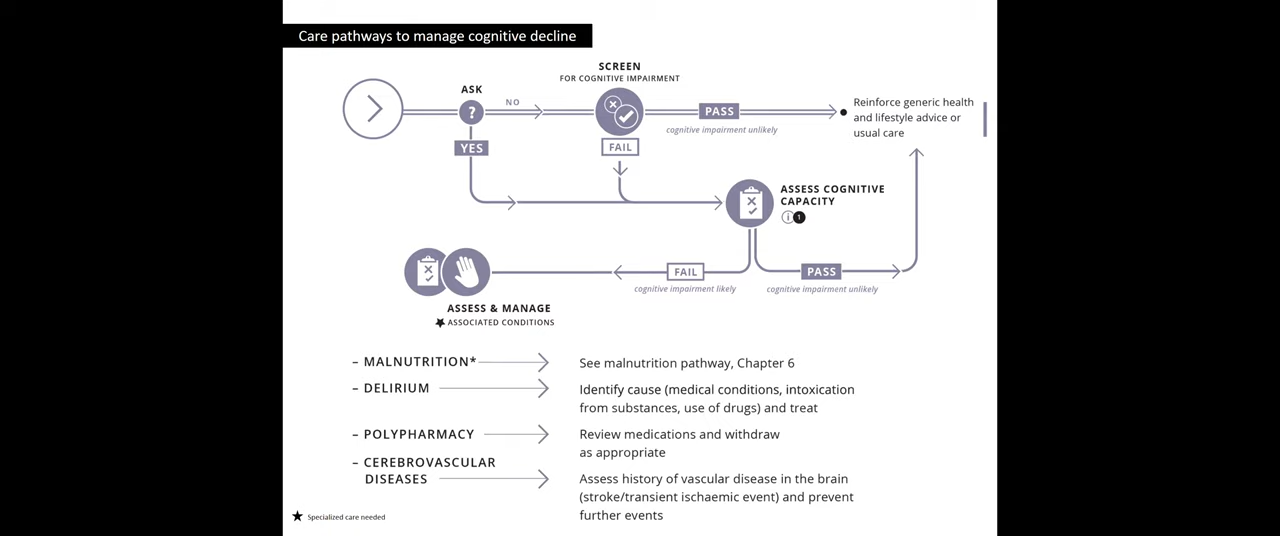 Care pathways to manage cognitive decline
SCREEN
FOR COGNITIVE IMPAIRMENT
ASK
?
NO
PASS
cognitive impairment unlikely
Reinforce generic health
and lifestyle advice or
usual care
YES
FAIL
ASSESS COGNITIVE
CAPACITY
i 1
FAIL
cognitive impairment likely
PASS
cognitive impairment unlikely
ASSESS & MANAGE
ASSOCIATED CONDITIONS
– MALNUTRITION*
See malnutrition pathway, Chapter 6
– DELIRIUM
Identify cause (medical conditions, intoxication
from substances, use of drugs) and treat
– POLYPHARMACY
Review medications and withdraw
as appropriate
– CEREBROVASCULAR
DISEASES
Assess history of vascular disease in the brain
(stroke/transient ischaemic event) and prevent
further events
★ Specialized care needed